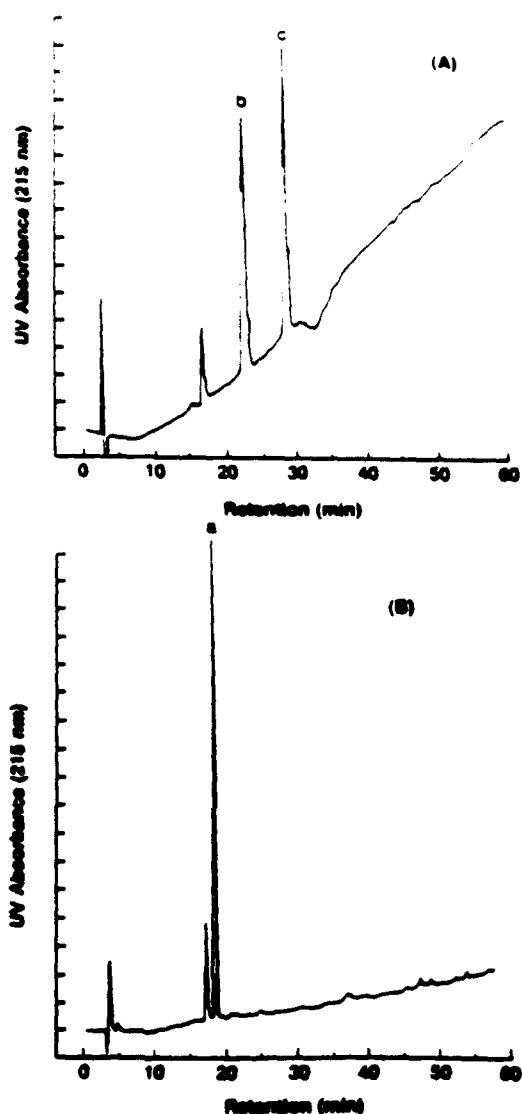 c
(A)
b
UV Absorbance (215 nm)
0 10 20 30 40 50 60
Retention (min)
a
(B)
UV Absorbance (215 nm)
0 10 20 30 40 50 60
Retention (min)